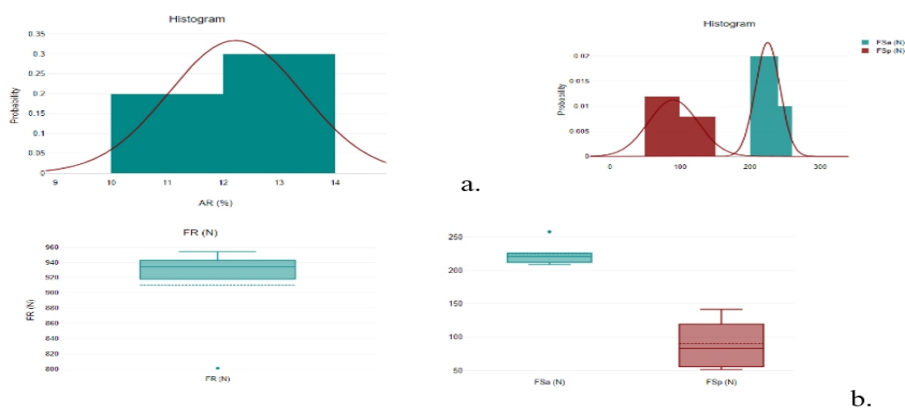 Histogram
0.35
0.3
0.25
0.2
0.15
0.1
0.05
0
Probability
9 10 11 12 13 14
AR (%)
Histogram
FSa (N)
FSp (N)
0.02
0.015
0.01
0.005
0
Probability
0 100 200 300
a.
FR (N)
960
940
920
900
880
860
840
820
800
FR (N)
FR (N)
250
200
150
100
50
FSa (N) FSp (N)
b.